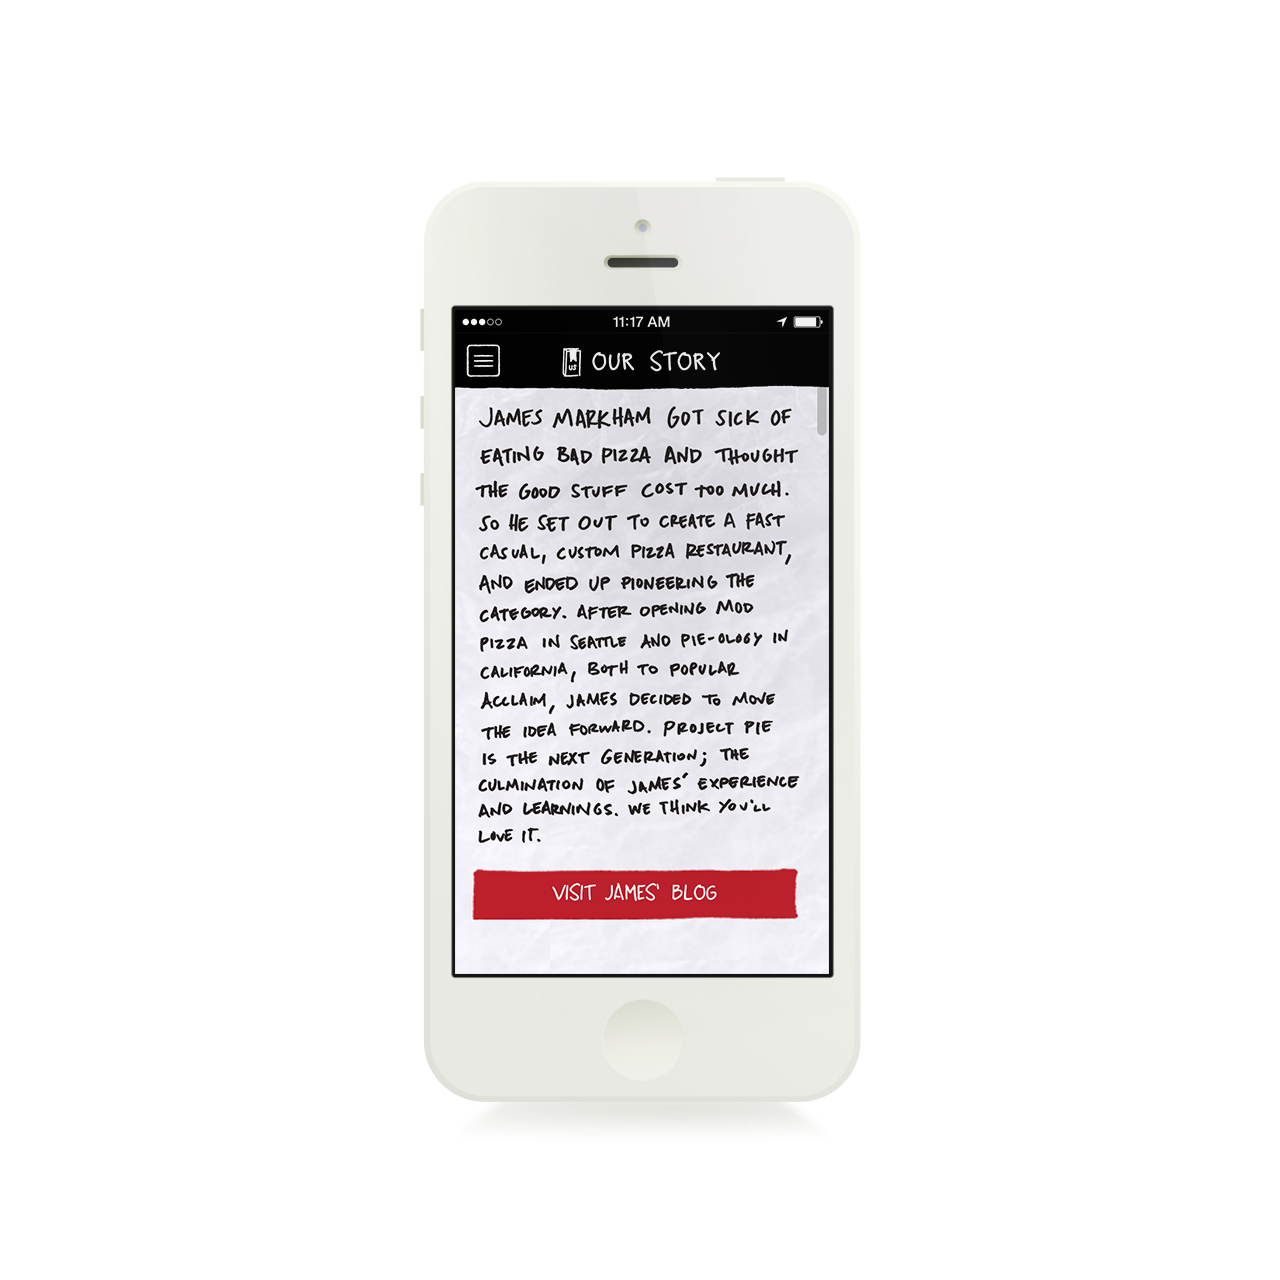 11:17 AM
US OUR STORY
JAMES MARKHAM GOT SICK OF
EATING BAD PIZZA AND THOUGHT
THE GOOD STUFF COST TOO MUCH.
SO HE SET OUT TO CREATE A FAST
CASUAL, CUSTOM PIZZA RESTAURANT,
AND ENDED UP PIONEERING THE
CATEGORY. AFTER OPENING MOD
PIZZA IN SEATTLE AND PIE-OLOGY IN
CALIFORNIA, BOTH TO POPULAR
ACCLAIM, JAMES DECIDED TO MOVE
THE IDEA FORWARD. PROJECT PIE
IS THE NEXT GENERATION; THE
CULMINATION OF JAMES' EXPERIENCE
AND LEARNINGS. WE THINK YOU'LL
LOVE IT.
VISIT JAMES' BLOG